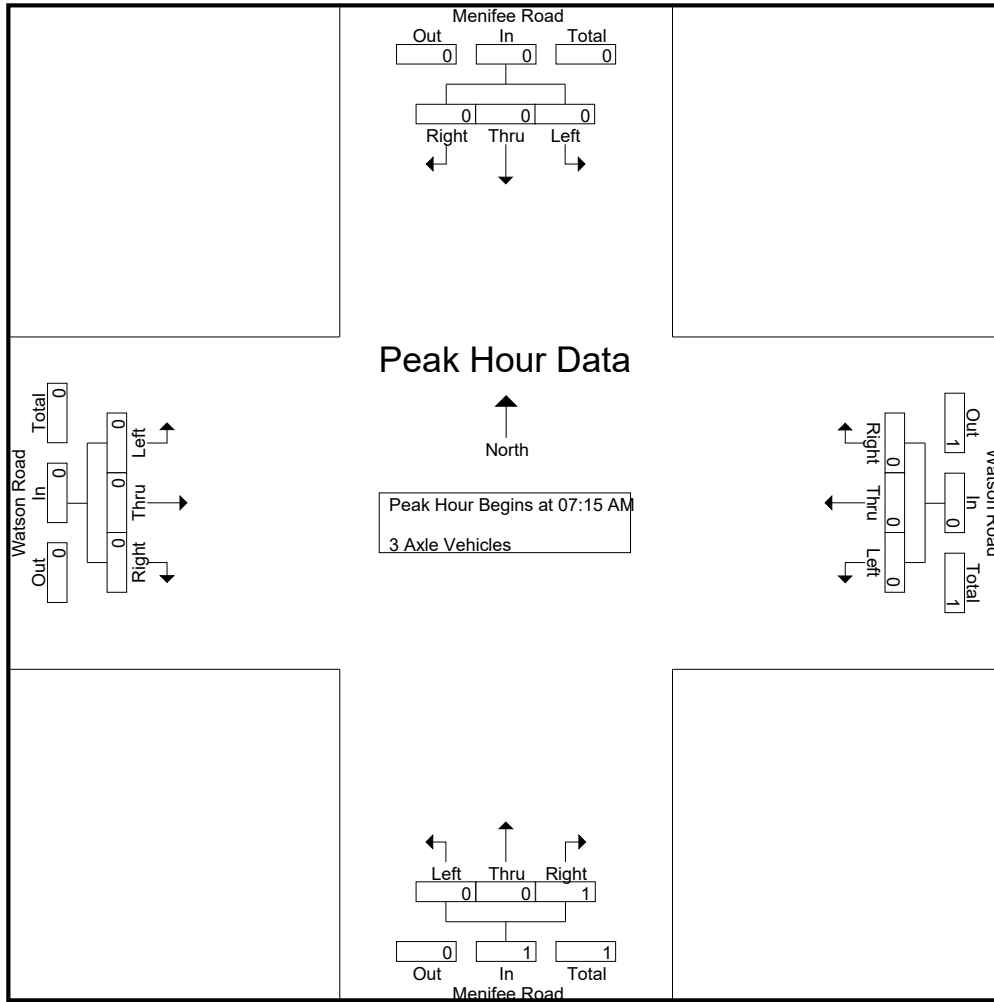 Menifee Road
Out In Total
0 0 0
0 0 0
Right Thru Left
Peak Hour Data
North
Peak Hour Begins at 07:15 AM
3 Axle Vehicles
Watson Road
Out In Total
0 0 0
0 0 0
Right Thru Left
Watson Road
Out In Total
1 0 1
0 0 0
Right Thru Left
Left Thru Right
0 0 1
0 1 1
Out In Total
Menifee Road